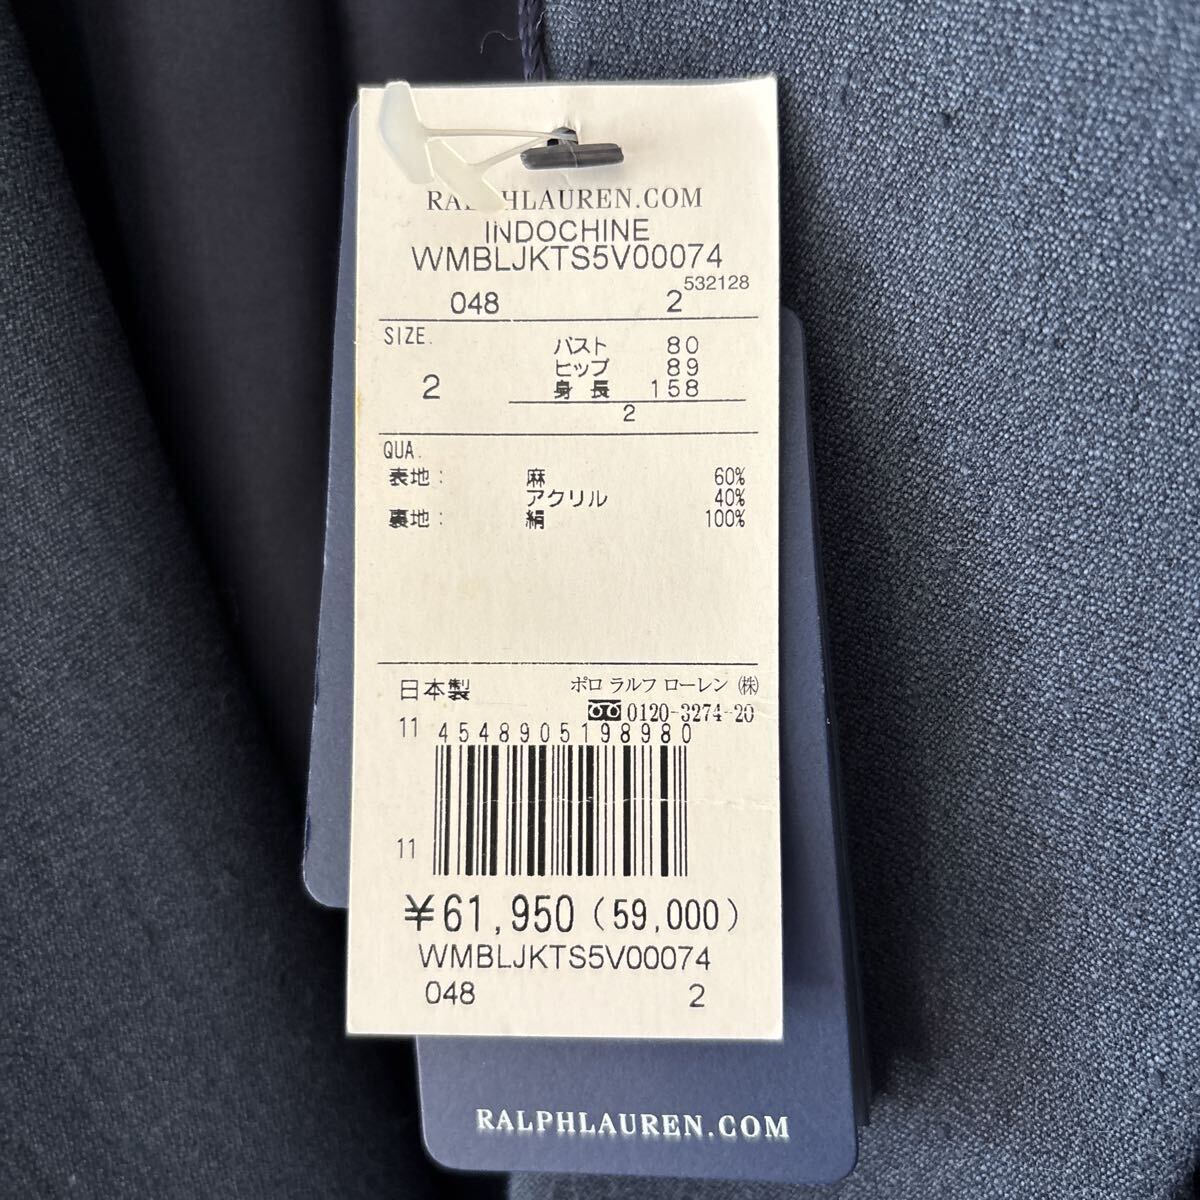 RALPHLAUREN.COM
INDOCHINE
WMBLJKTS5V00074
532128
048 2
SIZE.
2
バスト 80
ヒップ 89
身長 158
2
QUA.
表地: 麻 60%
アクリル 40%
裏地: 絹 100%
日本製 ポロ ラルフ ローレン ㈱
0120-3274-20
11 4548905198980
11
¥61,950 (59,000)
WMBLJKTS5V00074
048 2
RALPHLAUREN.COM